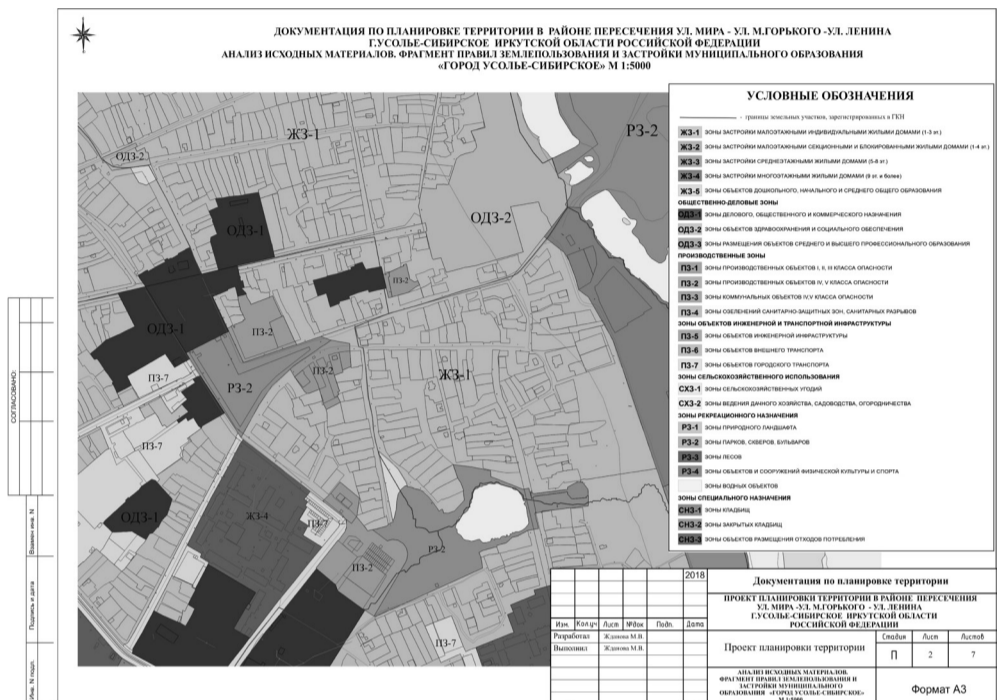 ДОКУМЕНТАЦИЯ ПО ПЛАНИРОВКЕ ТЕРРИТОРИИ В РАЙОНЕ ПЕРЕСЕЧЕНИЯ УЛ. МИРА - УЛ. М.ГОРЬКОГО -УЛ. ЛЕНИНА
Г.УСОЛЬЕ-СИБИРСКОЕ ИРКУТСКОЙ ОБЛАСТИ РОССИЙСКОЙ ФЕДЕРАЦИИ
АНАЛИЗ ИСХОДНЫХ МАТЕРИАЛОВ. ФРАГМЕНТ ПРАВИЛ ЗЕМЛЕПОЛЬЗОВАНИЯ И ЗАСТРОЙКИ МУНИЦИПАЛЬНОГО ОБРАЗОВАНИЯ
«ГОРОД УСОЛЬЕ-СИБИРСКОЕ» М 1:5000
ЖЗ-1
РЗ-2
ОДЗ-2
ОДЗ-2
ОДЗ-1
ПЗ-2
ОДЗ-1
ПЗ-2
ПЗ-2
ЖЗ-1
ПЗ-7
РЗ-2
ПЗ-7
ОДЗ-1
ЖЗ-4
ПЗ-7
РЗ-2
ПЗ-2
ПЗ-7
УСЛОВНЫЕ ОБОЗНАЧЕНИЯ
- границы земельных участков, зарегистрированных в ГКН
ЖЗ-1 ЗОНЫ ЗАСТРОЙКИ МАЛОЭТАЖНЫМИ ИНДИВИДУАЛЬНЫМИ ЖИЛЫМИ ДОМАМИ (1-3 эт.)
ЖЗ-2 ЗОНЫ ЗАСТРОЙКИ МАЛОЭТАЖНЫМИ СЕКЦИОННЫМИ И БЛОКИРОВАННЫМИ ЖИЛЫМИ ДОМАМИ (1-4 эт.)
ЖЗ-3 ЗОНЫ ЗАСТРОЙКИ СРЕДНЕЭТАЖНЫМИ ЖИЛЫМИ ДОМАМИ (5-8 эт.)
ЖЗ-4 ЗОНЫ ЗАСТРОЙКИ МНОГОЭТАЖНЫМИ ЖИЛЫМИ ДОМАМИ (9 эт. и более)
ЖЗ-5 ЗОНЫ ОБЪЕКТОВ ДОШКОЛЬНОГО, НАЧАЛЬНОГО И СРЕДНЕГО ОБЩЕГО ОБРАЗОВАНИЯ
ОБЩЕСТВЕННО-ДЕЛОВЫЕ ЗОНЫ
ОДЗ-1 ЗОНЫ ДЕЛОВОГО, ОБЩЕСТВЕННОГО И КОММЕРЧЕСКОГО НАЗНАЧЕНИЯ
ОДЗ-2 ЗОНЫ ОБЪЕКТОВ ЗДРАВООХРАНЕНИЯ И СОЦИАЛЬНОГО ОБЕСПЕЧЕНИЯ
ОДЗ-3 ЗОНЫ РАЗМЕЩЕНИЯ ОБЪЕКТОВ СРЕДНЕГО И ВЫСШЕГО ПРОФЕССИОНАЛЬНОГО ОБРАЗОВАНИЯ
ПРОИЗВОДСТВЕННЫЕ ЗОНЫ
ПЗ-1 ЗОНЫ ПРОИЗВОДСТВЕННЫХ ОБЪЕКТОВ I, II, III КЛАССА ОПАСНОСТИ
ПЗ-2 ЗОНЫ ПРОИЗВОДСТВЕННЫХ ОБЪЕКТОВ IV, V КЛАССА ОПАСНОСТИ
ПЗ-3 ЗОНЫ КОММУНАЛЬНЫХ ОБЪЕКТОВ IV,V КЛАССА ОПАСНОСТИ
ПЗ-4 ЗОНЫ ОЗЕЛЕНЕНИЙ САНИТАРНО-ЗАЩИТНЫХ ЗОН, САНИТАРНЫХ РАЗРЫВОВ
ЗОНЫ ОБЪЕКТОВ ИНЖЕНЕРНОЙ И ТРАНСПОРТНОЙ ИНФРАСТРУКТУРЫ
ПЗ-5 ЗОНЫ ОБЪЕКТОВ ИНЖЕНЕРНОЙ ИНФРАСТРУКТУРЫ
ПЗ-6 ЗОНЫ ОБЪЕКТОВ ВНЕШНЕГО ТРАНСПОРТА
ПЗ-7 ЗОНЫ ОБЪЕКТОВ ГОРОДСКОГО ТРАНСПОРТА
ЗОНЫ СЕЛЬСКОХОЗЯЙСТВЕННОГО ИСПОЛЬЗОВАНИЯ
СХЗ-1 ЗОНЫ СЕЛЬСКОХОЗЯЙСТВЕННЫХ УГОДИЙ
СХЗ-2 ЗОНЫ ВЕДЕНИЯ ДАЧНОГО ХОЗЯЙСТВА, САДОВОДСТВА, ОГОРОДНИЧЕСТВА
ЗОНЫ РЕКРЕАЦИОННОГО НАЗНАЧЕНИЯ
РЗ-1 ЗОНЫ ПРИРОДНОГО ЛАНДШАФТА
РЗ-2 ЗОНЫ ПАРКОВ, СКВЕРОВ, БУЛЬВАРОВ
РЗ-3 ЗОНЫ ЛЕСОВ
РЗ-4 ЗОНЫ ОБЪЕКТОВ И СООРУЖЕНИЙ ФИЗИЧЕСКОЙ КУЛЬТУРЫ И СПОРТА
ЗОНЫ ВОДНЫХ ОБЪЕКТОВ
ЗОНЫ СПЕЦИАЛЬНОГО НАЗНАЧЕНИЯ
СНЗ-1 ЗОНЫ КЛАДБИЩ
СНЗ-2 ЗОНЫ ЗАКРЫТЫХ КЛАДБИЩ
СНЗ-3 ЗОНЫ ОБЪЕКТОВ РАЗМЕЩЕНИЯ ОТХОДОВ ПОТРЕБЛЕНИЯ
СОГЛАСОВАНО:
Взамен инв. N
Подпись и дата
Инв. N подл.
2018
Изм. Кол.уч Лист №док Подп. Дата
Разработал Жданова М.В.
Выполнил Жданова М.В.
Документация по планировке территории
ПРОЕКТ ПЛАНИРОВКИ ТЕРРИТОРИИ В РАЙОНЕ ПЕРЕСЕЧЕНИЯ
УЛ. МИРА -УЛ. М.ГОРЬКОГО - УЛ. ЛЕНИНА
Г.УСОЛЬЕ-СИБИРСКОЕ ИРКУТСКОЙ ОБЛАСТИ
РОССИЙСКОЙ ФЕДЕРАЦИИ
Проект планировки территории
Стадия Лист Листов
П 2 7
АНАЛИЗ ИСХОДНЫХ МАТЕРИАЛОВ.
ФРАГМЕНТ ПРАВИЛ ЗЕМЛЕПОЛЬЗОВАНИЯ И
ЗАСТРОЙКИ МУНИЦИПАЛЬНОГО
ОБРАЗОВАНИЯ «ГОРОД УСОЛЬЕ-СИБИРСКОЕ»
М 1:5000
Формат А3